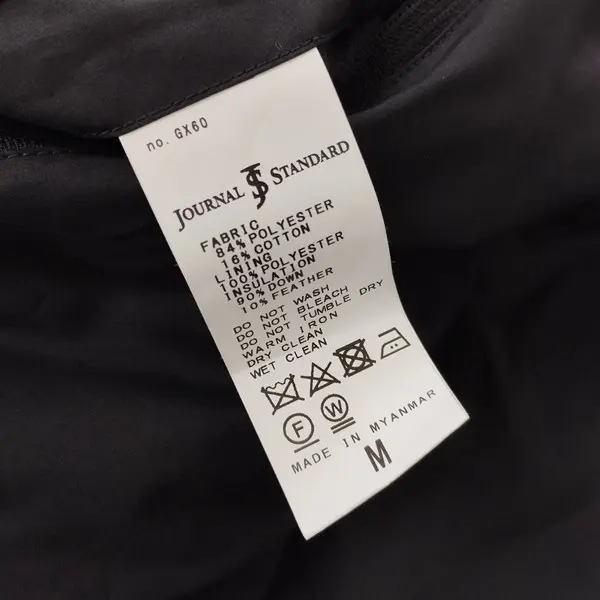 no. GX60
JOURNAL JS STANDARD
FABRIC
84% POLYESTER
16% COTTON
LINING
100% POLYESTER
INSULATION
90% DOWN
10% FEATHER
DO NOT WASH
DO NOT BLEACH
DO NOT TUMBLE DRY
WARM IRON
DRY CLEAN
WET CLEAN
F W
MADE IN MYANMAR
M